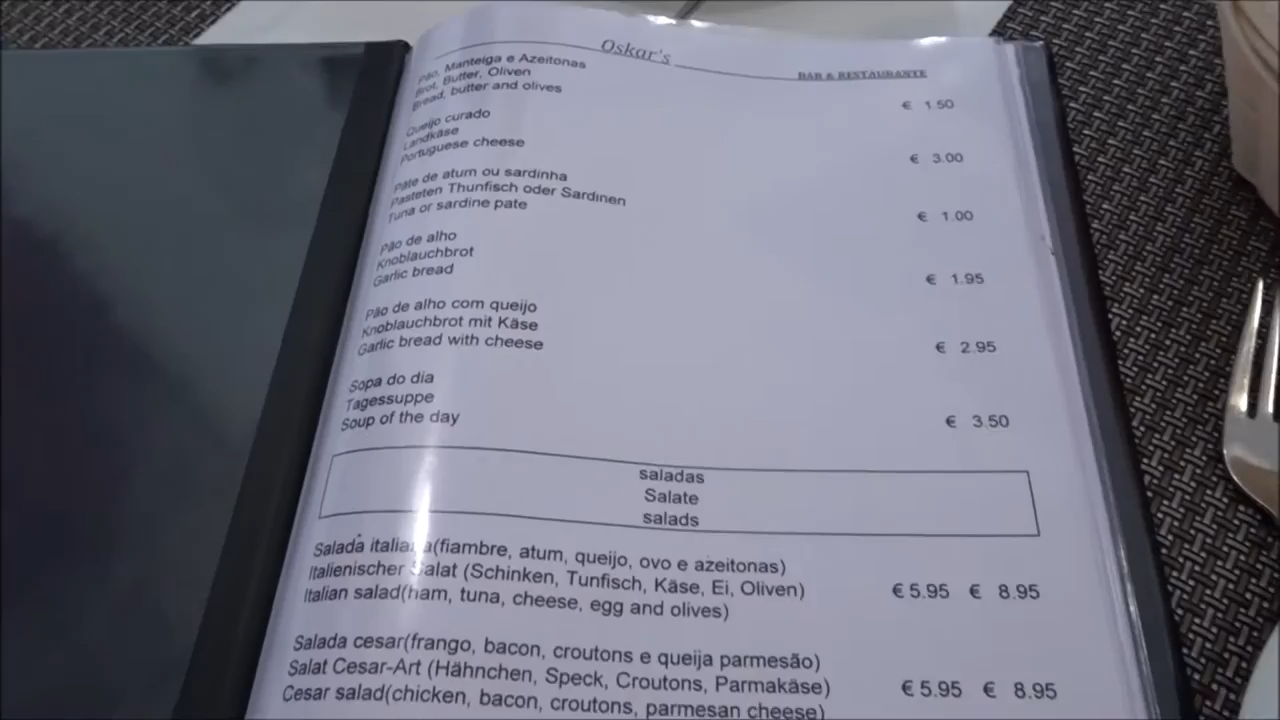 Oskar's
BAR & RESTAURANTE
Pão, Manteiga e Azeitonas
Brot, Butter, Oliven
Bread, butter and olives
€ 1.50
Queijo curado
Landkäse
Portuguese cheese
€ 3.00
Pate de atum ou sardinha
Pasteten Thunfisch oder Sardinen
Tuna or sardine pate
€ 1.00
Pão de alho
Knoblauchbrot
Garlic bread
€ 1.95
Pão de alho com queijo
Knoblauchbrot mit Käse
Garlic bread with cheese
€ 2.95
Sopa do dia
Tagessuppe
Soup of the day
€ 3.50
saladas
Salate
salads
Salada italiana(fiambre, atum, queijo, ovo e azeitonas)
Italienischer Salat (Schinken, Tunfisch, Käse, Ei, Oliven)
Italian salad(ham, tuna, cheese, egg and olives)
€ 5.95 € 8.95
Salada cesar(frango, bacon, croutons e queija parmesão)
Salat Cesar-Art (Hähnchen, Speck, Croutons, Parmakäse)
Cesar salad(chicken, bacon, croutons, parmesan cheese)
€ 5.95 € 8.95